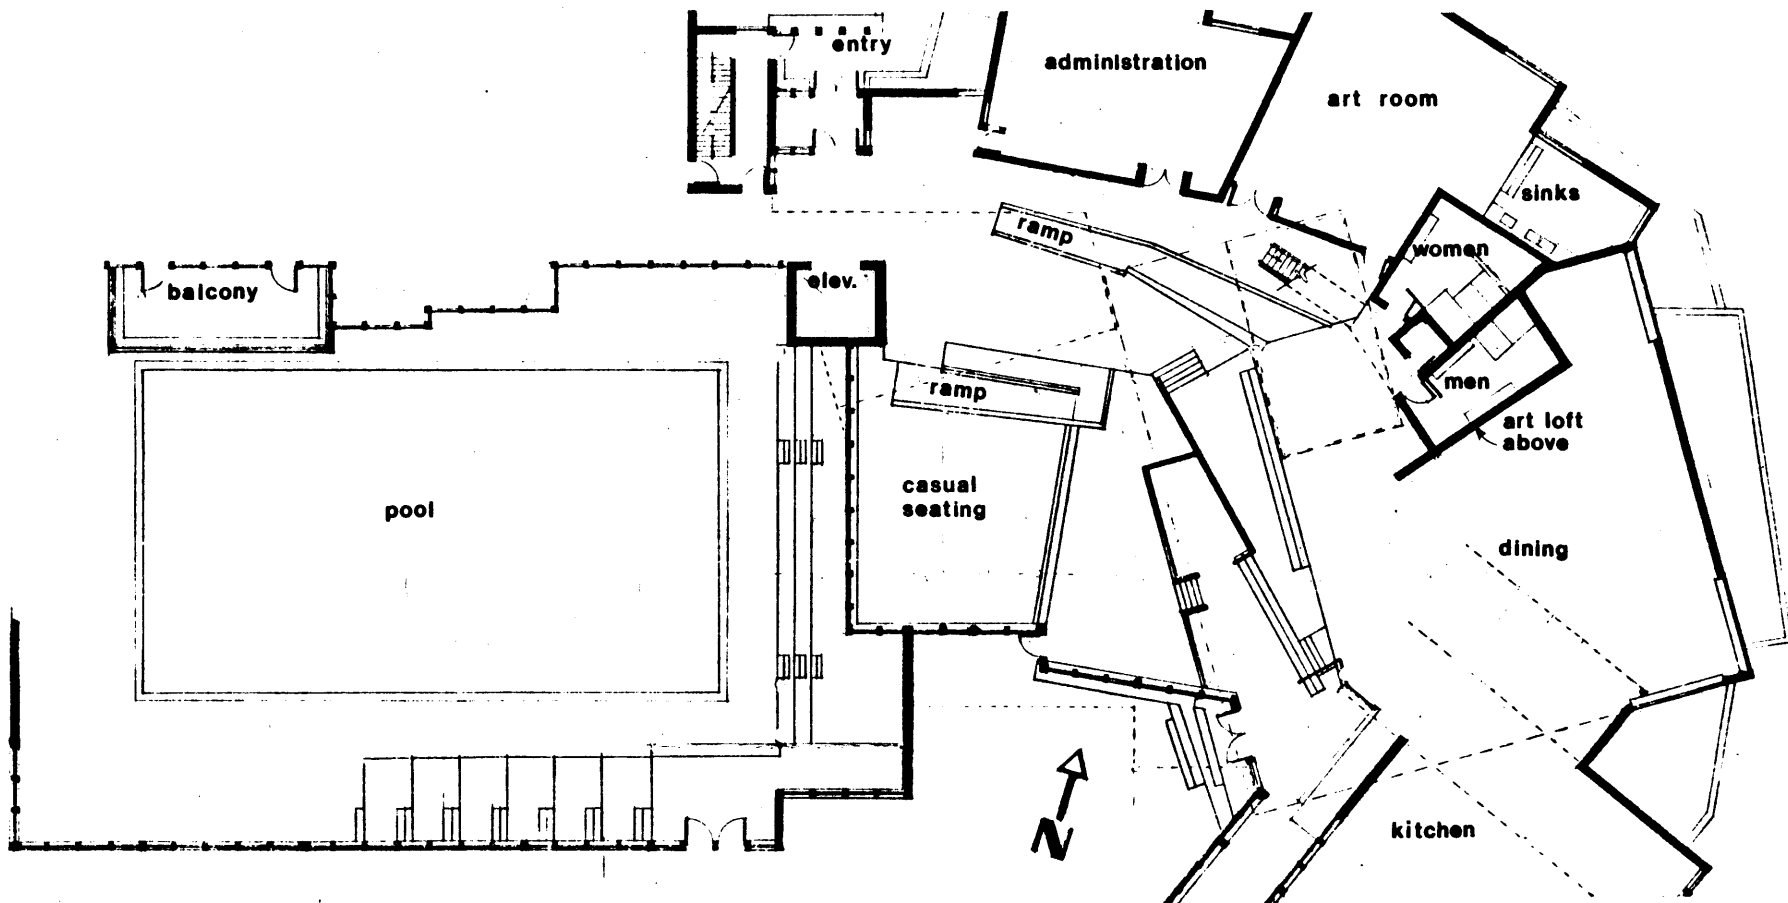 entry
administration
art room
sinks
ramp
women
balcony
elev.
ramp
men
art loft
above
casual
seating
pool
dining
N
kitchen